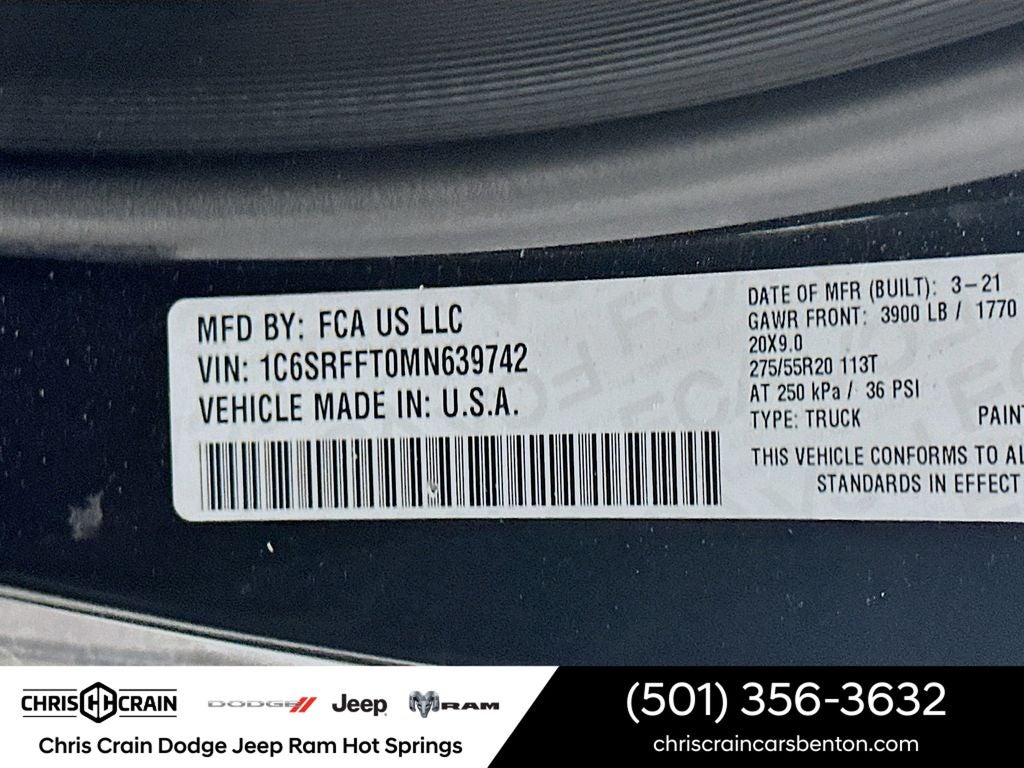 MFD BY: FCA US LLC
VIN: 1C6SRFFT0MN639742
VEHICLE MADE IN: U.S.A.
DATE OF MFR (BUILT): 3-21
GAWR FRONT: 3900 LB / 1770
20X9.0
275/55R20 113T
AT 250 kPa / 36 PSI
TYPE: TRUCK PAINT
THIS VEHICLE CONFORMS TO AL
STANDARDS IN EFFECT
CHRIS CRAIN
DODGE Jeep RAM
Chris Crain Dodge Jeep Ram Hot Springs
(501) 356-3632
chriscraincarsbenton.com